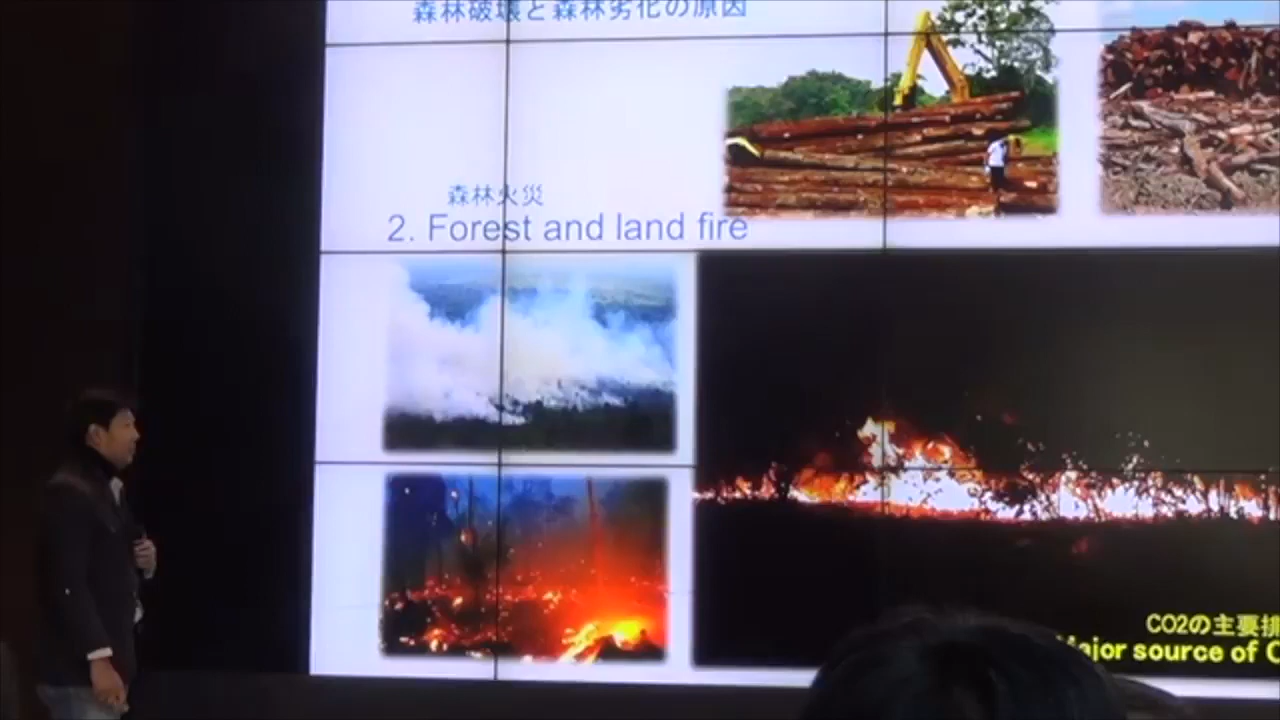 森林破壊と森林劣化の原因
森林火災
2. Forest and land fire
CO2の主要排
Major source of C